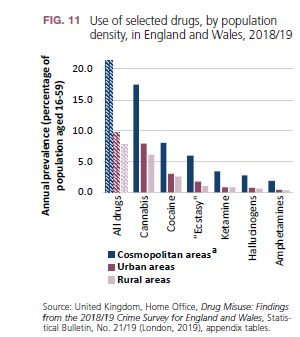 FIG. 11 Use of selected drugs, by population
density, in England and Wales, 2018/19
Annual prevalence (percentage of
population aged 16-59)
20.0
15.0
10.0
5.0
0.0
All drugs
Cannabis
Cocaine
"Ecstasy"
Ketamine
Hallucinogens
Amphetamines
Cosmopolitan areas a
Urban areas
Rural areas
Source: United Kingdom, Home Office, Drug Misuse: Findings
from the 2018/19 Crime Survey for England and Wales, Statis-
tical Bulletin, No. 21/19 (London, 2019), appendix tables.